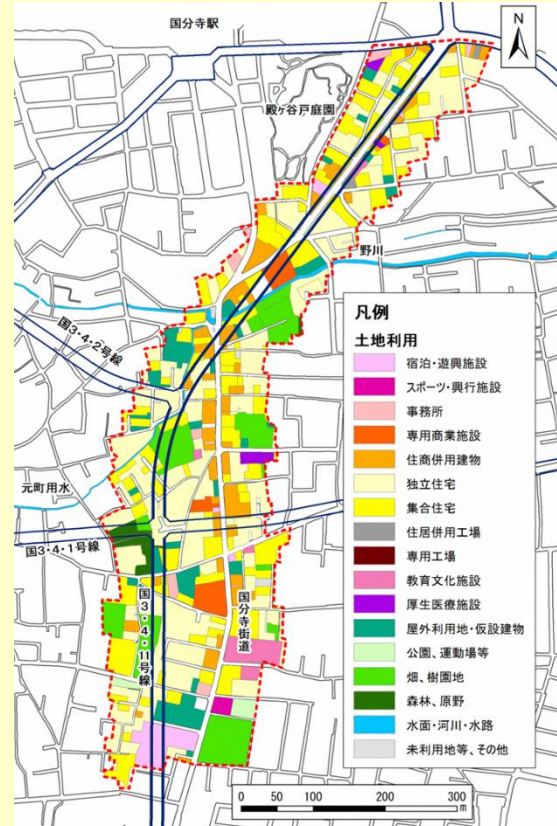 国分寺駅
N
殿ヶ谷戸庭園
野川
国3・4・2号線
元町用水
国3・4・1号線
国3・4・11号線
国分寺街道
凡例
土地利用
宿泊・遊興施設
スポーツ・興行施設
事務所
専用商業施設
住商併用建物
独立住宅
集合住宅
住居併用工場
専用工場
教育文化施設
厚生医療施設
屋外利用地・仮設建物
公園、運動場等
畑、樹園地
森林、原野
水面・河川・水路
未利用地等、その他
0 50 100 200 300
m